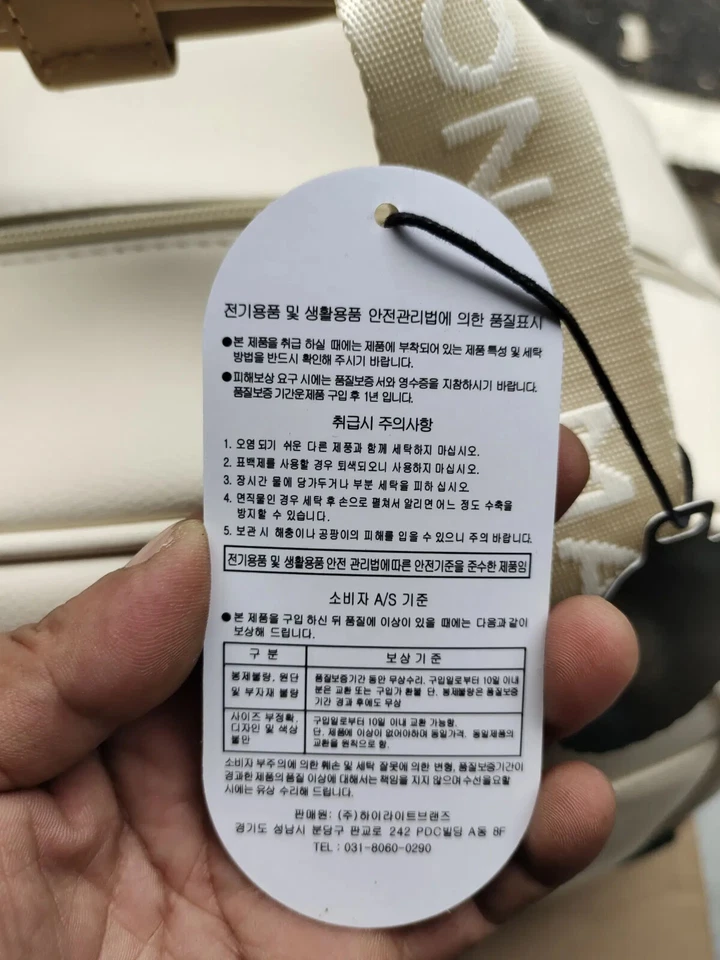 ON
MA
전기용품 및 생활용품 안전관리법에 의한 품질표시
●본 제품을 취급 하실 때에는 제품에 부착되어 있는 제품 특성 및 세탁
방법을 반드시 확인해 주시기 바랍니다.
●피해보상 요구 시에는 품질보증 서와 영수증을 지참하시기 바랍니다.
품질보증 기간운제품 구입 후 1년 입니다.
취급시 주의사항
1. 오염 되기 쉬운 다른 제품과 함께 세탁하지 마십시오.
2. 표백제를 사용할 경우 퇴색되오니 사용하지 마십시오.
3. 장시간 물에 당가두거나 부분 세탁을 피하 십시오.
4. 면직물인 경우 세탁 후 손으로 펼쳐서 알리면 어느 정도 수축을
방지할 수 있습니다.
5. 보관 시 해충이나 공팡이의 피해를 입을 수 있으니 주의 바랍니다.
전기용품 및 생활용품 안전 관리법에따른 안전기준을 준수한 제품임
소비자 A/S 기준
●본 제품을 구입 하신 뒤 품질에 이상이 있을 때에는 다음과 같이
보상해 드립니다.
구 분 보 상 기 준
봉제불량, 원단
및 부자재 불량
품질보증기간 동안 무상수리. 구입일로부터 10일 이내
분은 교환 또는 구입가 환불 단, 봉제불량은 품질보증
기간 경과 후에도 무상
사이즈 부정확,
디자인 및 색상
불만
구입일로부터 10일 이내 교환 가능함.
단, 제품에 이상이 없어야하며 동일가격, 동일제품의
교환을 원칙으로 함.
소비자 부주의에 의한 훼손 및 세탁 잘못에 의한 변형, 품질보증기간이
경과한 제품의 품질 이상에 대해서는 책임을 지지 않으며 수선을요할
시에는 유상 수리해 드립니다.
판매원: (주)하이라이트브랜즈
경기도 성남시 분당구 판교로 242 PDC빌딩 A동 8F
TEL : 031-8060-0290